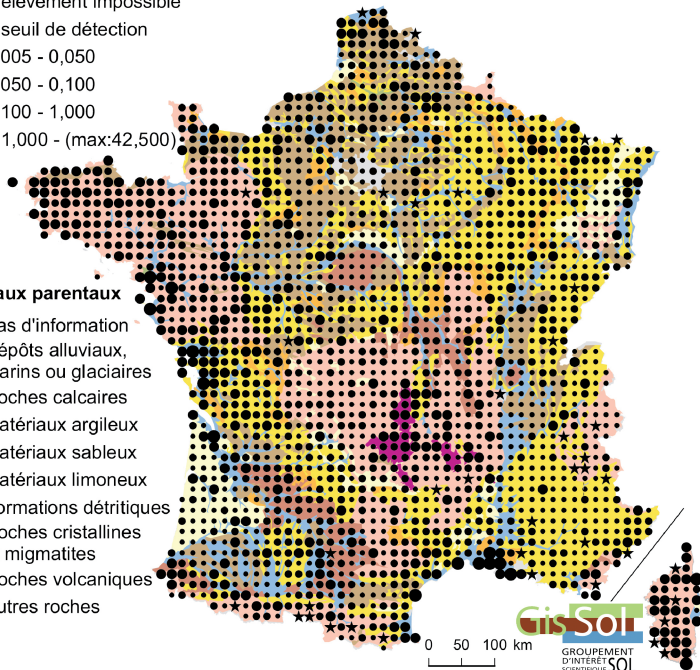 élèvement impossible
seuil de détection
005 - 0,050
050 - 0,100
100 - 1,000
1,000 - (max:42,500)
aux parentaux
as d'information
épôts alluviaux,
arins ou glaciaires
oches calcaires
atériaux argileux
atériaux sableux
atériaux limoneux
ormations détritiques
oches cristallines
migmatites
oches volcaniques
utres roches
0 50 100 km
GisSol
GROUPEMENT
D'INTÉRÊT
SCIENTIFIQUE SOL